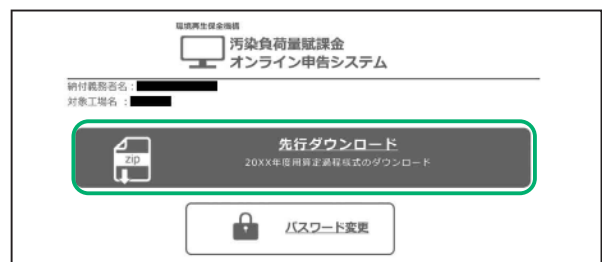 環境再生保全機構
汚染負荷量賦課金
オンライン申告システム
納付義務者名：
対象工場名 ：
zip
先行ダウンロード
20XX年度用算定過程様式のダウンロード
パスワード変更